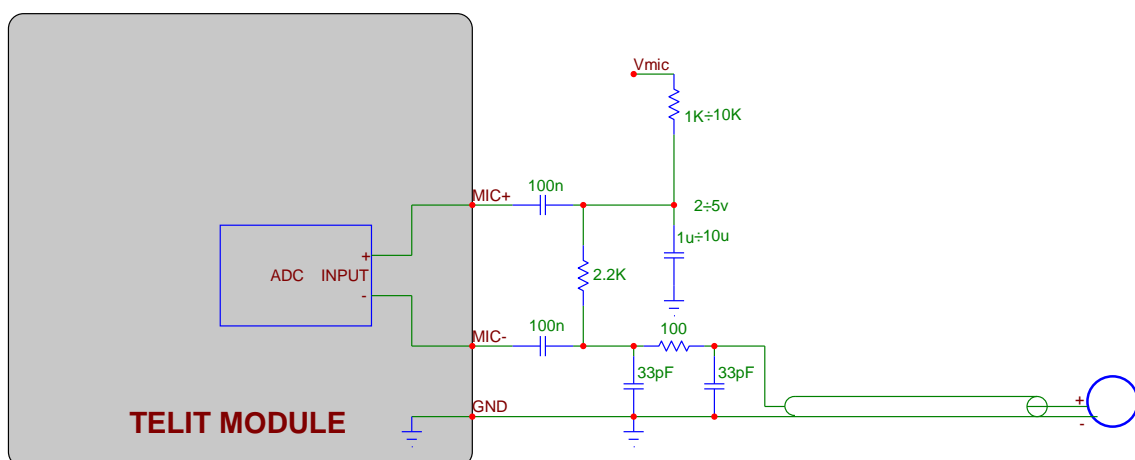 Vmic
1K÷10K
MIC+
100n
2÷5v
1u÷10u
+
ADC INPUT
-
2.2K
MIC-
100n
100
33pF
33pF
GND
+
-
TELIT MODULE